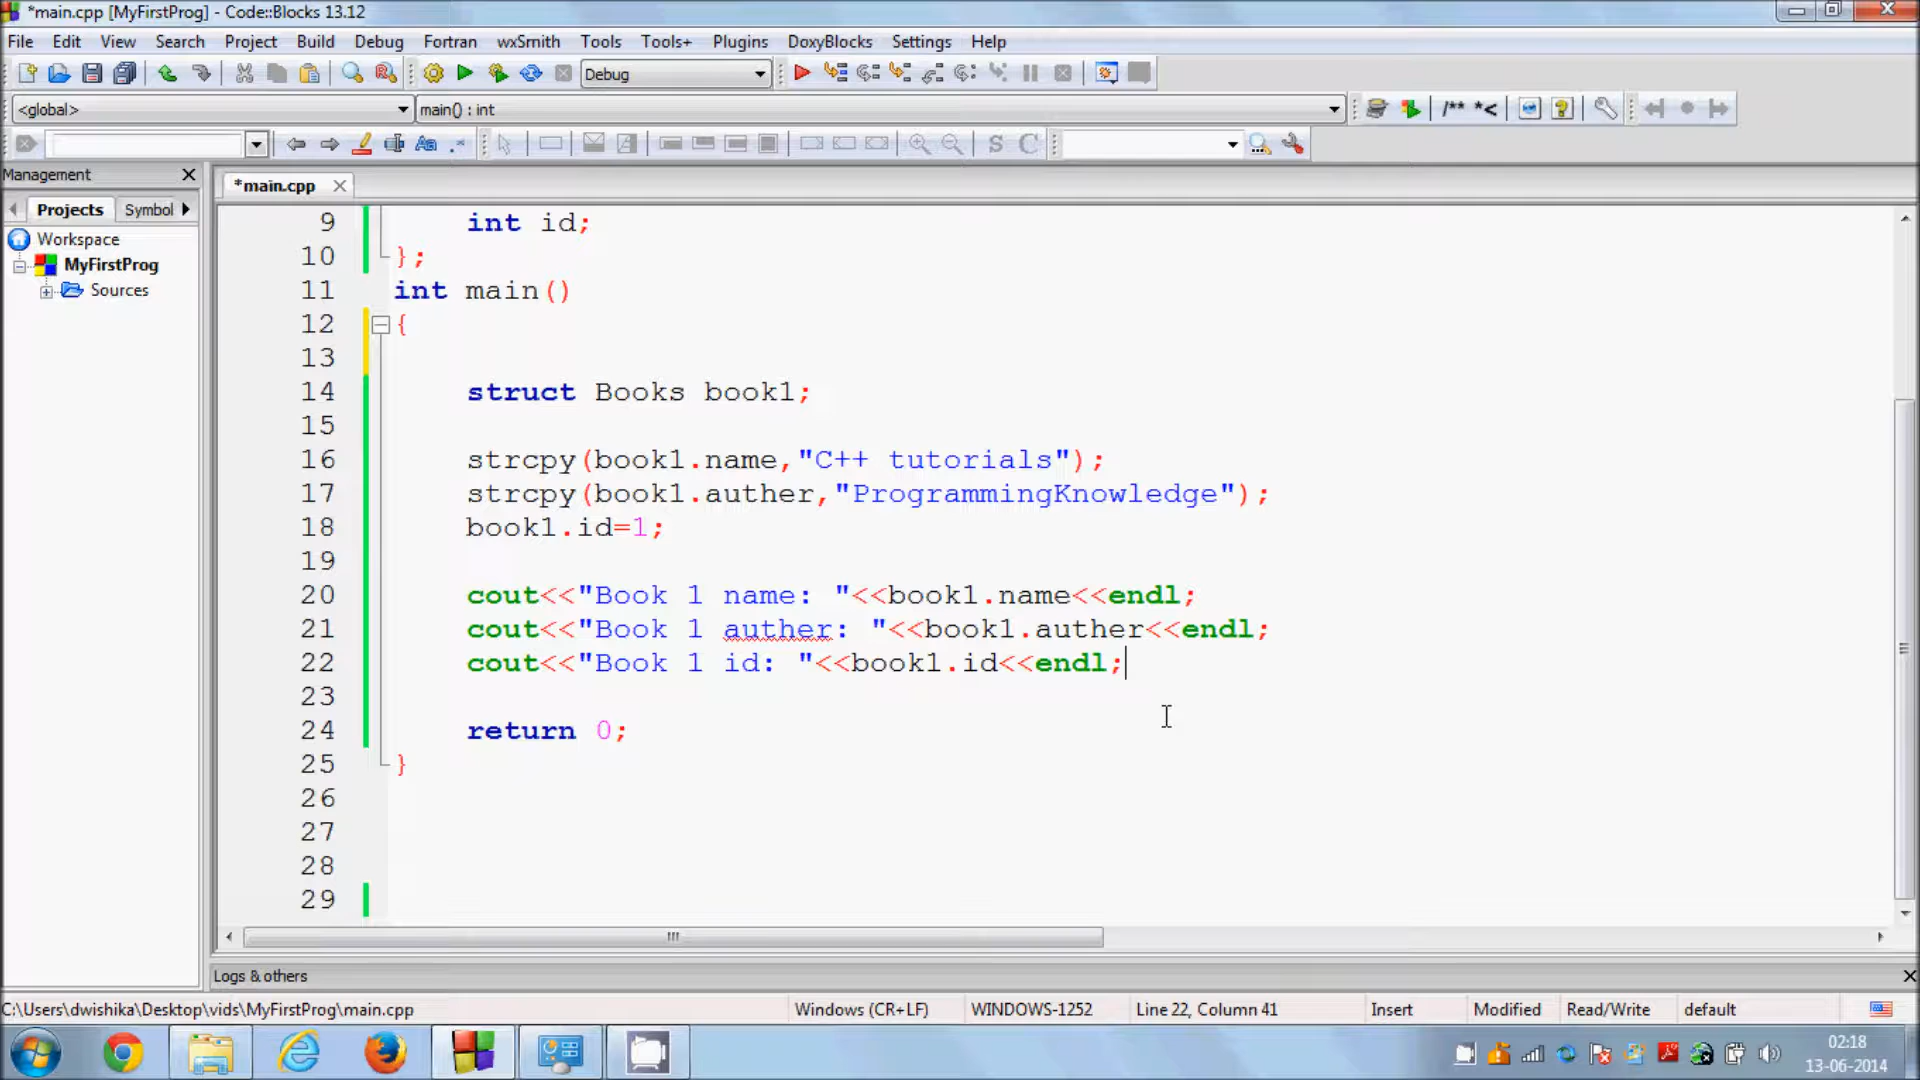 *main.cpp [MyFirstProg] - Code::Blocks 13.12
File Edit View Search Project Build Debug Fortran wxSmith Tools Tools+ Plugins DoxyBlocks Settings Help
Debug
<global> main() : int /** *<
Aa .* S C
Management
*main.cpp
Projects Symbol
Workspace
MyFirstProg
Sources
9 int id;
10 };
11 int main()
12 {
13
14 struct Books book1;
15
16 strcpy(book1.name,"C++ tutorials");
17 strcpy(book1.auther,"ProgrammingKnowledge");
18 book1.id=1;
19
20 cout<<"Book 1 name: "<<book1.name<<endl;
21 cout<<"Book 1 auther: "<<book1.auther<<endl;
22 cout<<"Book 1 id: "<<book1.id<<endl;
23
24 return 0;
25 }
26
27
28
29
Logs & others
C:\Users\dwishika\Desktop\vids\MyFirstProg\main.cpp Windows (CR+LF) WINDOWS-1252 Line 22, Column 41 Insert Modified Read/Write default
02:18
13-06-2014